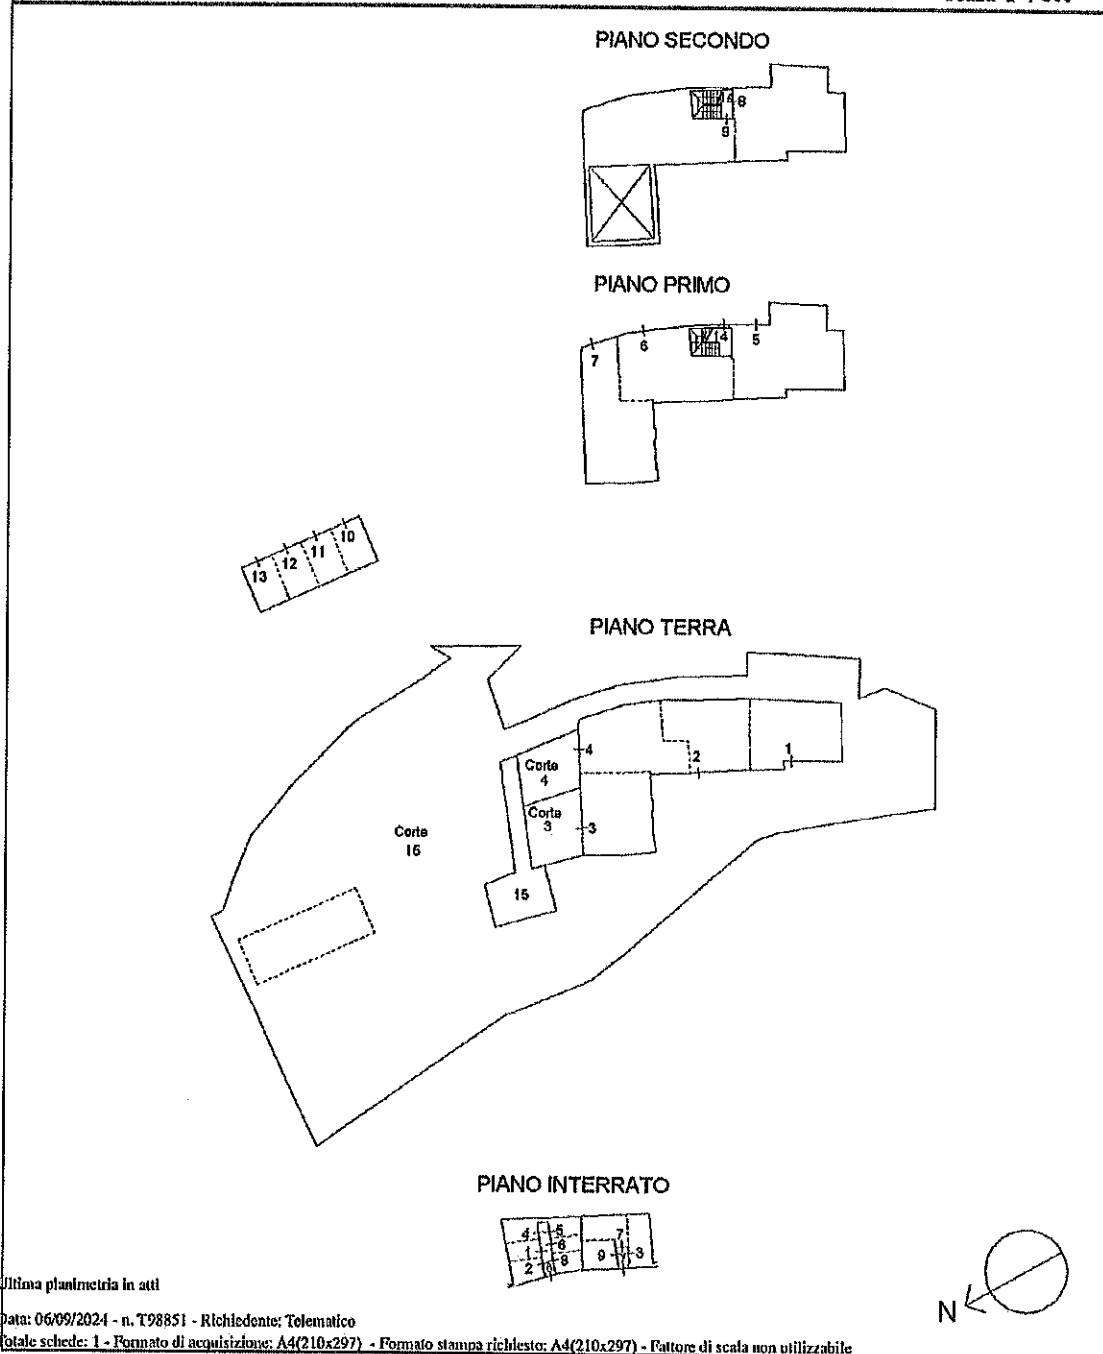 PIANO SECONDO
14
8
9
PIANO PRIMO
7
6
14
5
13
12
11
10
PIANO TERRA
4
2
1
Corte
4
Corte
3
3
Corte
15
PIANO INTERRATO
4
5
7
1
6
2
8
9
3
N
Ultima planimetria in atti
Data: 06/09/2024 - n. T98851 - Richiedente: Telematico
Totale schede: 1 - Formato di acquisizione: A4(210x297) - Formato stampa richiesto: A4(210x297) - Fattore di scala non utilizzabile